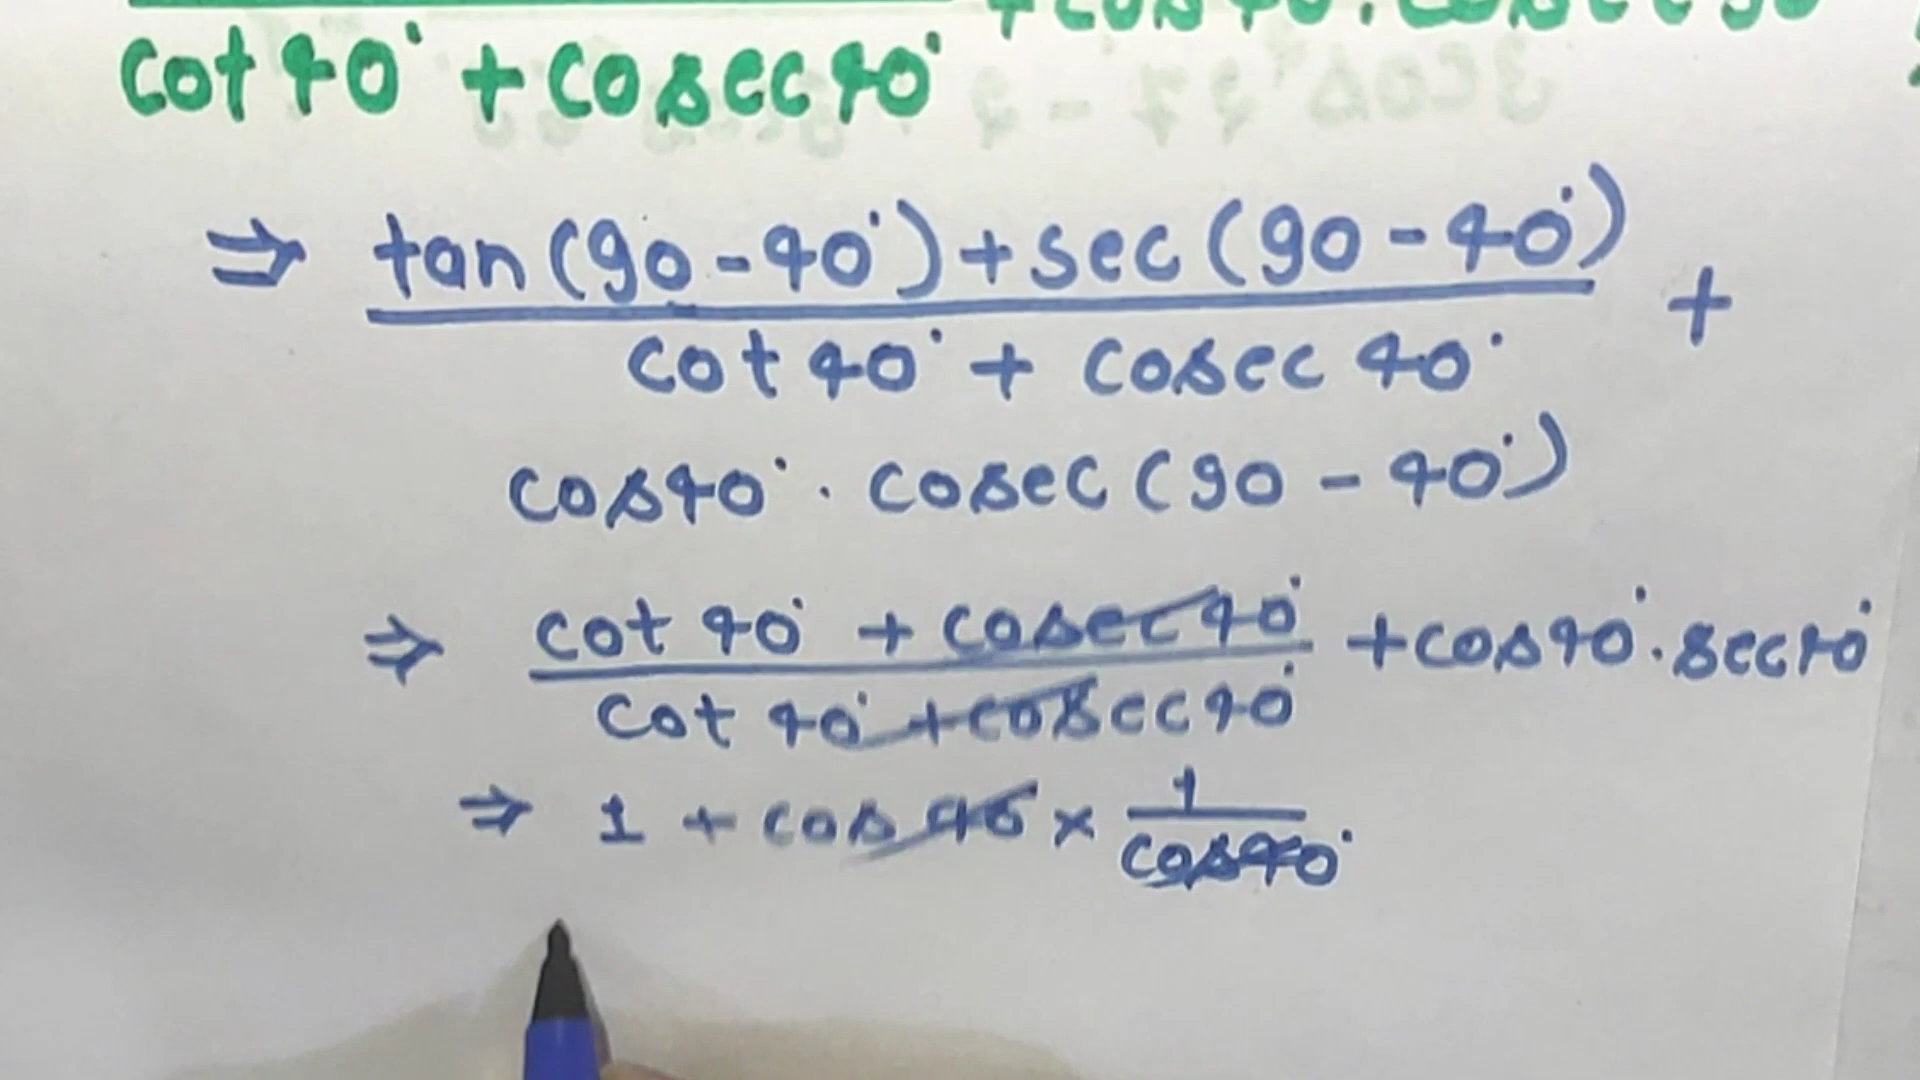 cot 40° + cosec 40°
⇒ tan (90 - 40°) + sec (90 - 40°) +
cot 40° + cosec 40°
cos 40° . cosec (90 - 40°)
⇒ cot 40° + cosec 40° + cos 40° . sec 40°
cot 40° + cosec 40°
⇒ 1 + cos 40 × 1
cos 40°